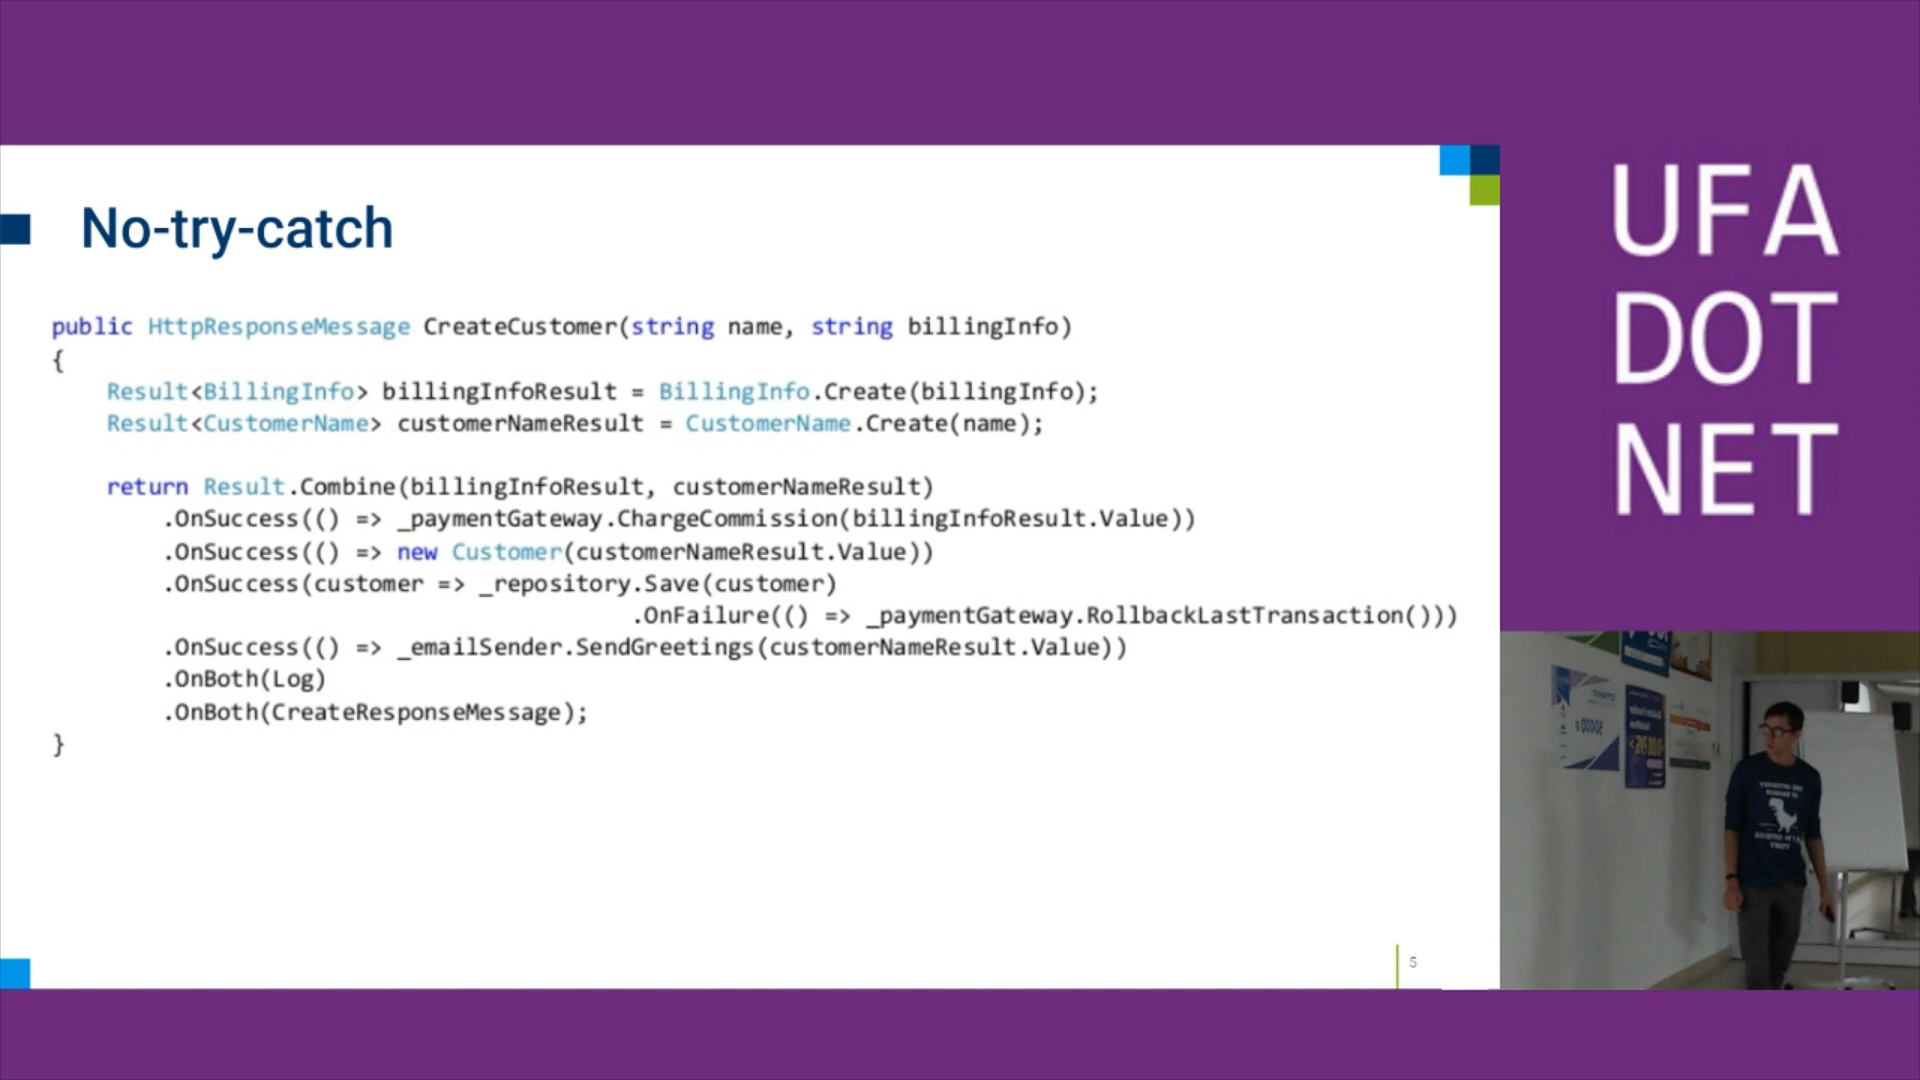 No-try-catch
public HttpResponseMessage CreateCustomer(string name, string billingInfo)
{
Result<BillingInfo> billingInfoResult = BillingInfo.Create(billingInfo);
Result<CustomerName> customerNameResult = CustomerName.Create(name);
return Result.Combine(billingInfoResult, customerNameResult)
.OnSuccess(() => _paymentGateway.ChargeCommission(billingInfoResult.Value))
.OnSuccess(() => new Customer(customerNameResult.Value))
.OnSuccess(customer => _repository.Save(customer)
.OnFailure(() => _paymentGateway.RollbackLastTransaction()))
.OnSuccess(() => _emailSender.SendGreetings(customerNameResult.Value))
.OnBoth(Log)
.OnBoth(CreateResponseMessage);
}
5
UFA
DOT
NET